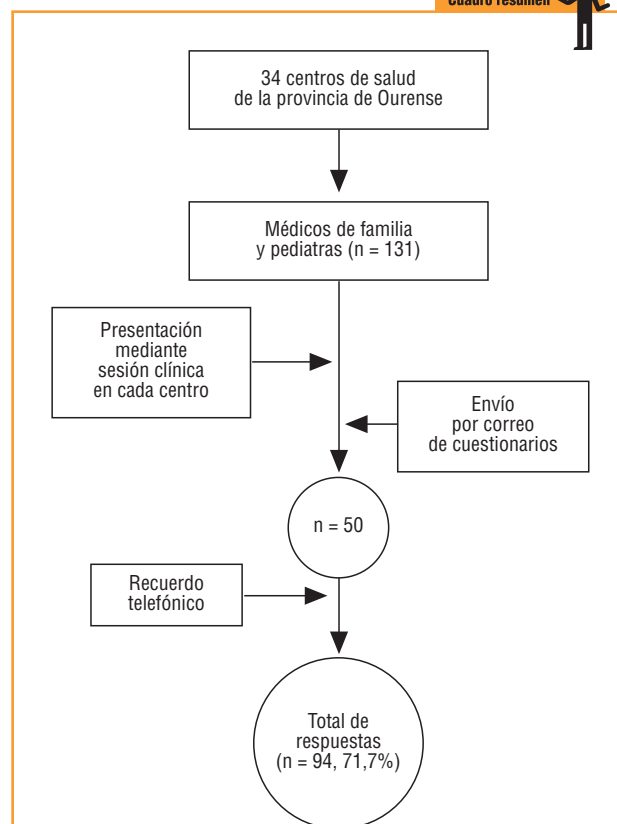 Cuadro resumen
34 centros de salud
de la provincia de Ourense
Médicos de familia
y pediatras (n = 131)
Presentación
mediante
sesión clínica
en cada centro
Envío
por correo
de cuestionarios
n = 50
Recuerdo
telefónico
Total de
respuestas
(n = 94, 71,7%)